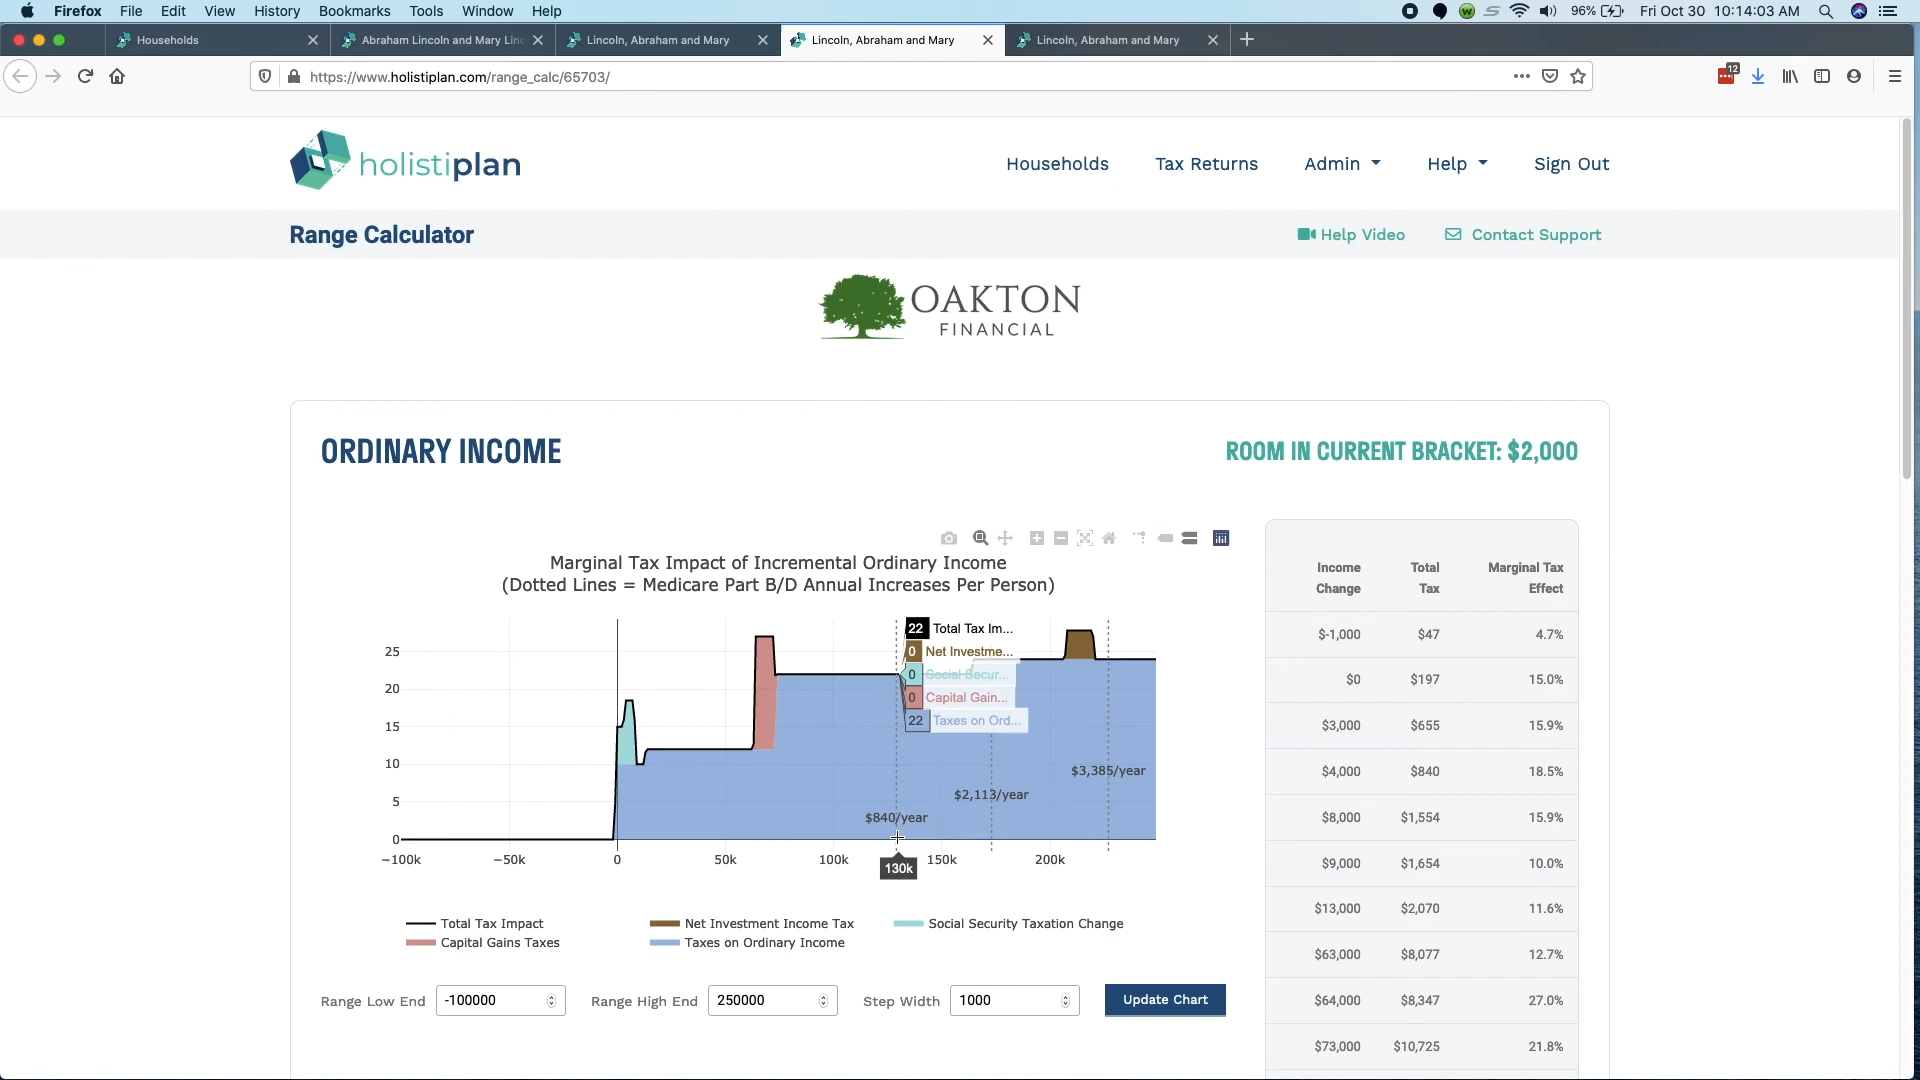 Firefox File Edit View History Bookmarks Tools Window Help 96% Fri Oct 30 10:14:03 AM
Households
Abraham Lincoln and Mary Linc
Lincoln, Abraham and Mary
Lincoln, Abraham and Mary
Lincoln, Abraham and Mary
https://www.holistiplan.com/range_calc/65703/
12
holistiplan
Households Tax Returns Admin Help Sign Out
Range Calculator
Help Video Contact Support
OAKTON
FINANCIAL
ORDINARY INCOME
ROOM IN CURRENT BRACKET: $2,000
Marginal Tax Impact of Incremental Ordinary Income
(Dotted Lines = Medicare Part B/D Annual Increases Per Person)
25
20
15
10
5
0
−100k −50k 0 50k 100k 150k 200k
22 Total Tax Im...
0 Net Investme...
0 Social Secur...
0 Capital Gain...
22 Taxes on Ord...
$3,385/year
$2,113/year
$840/year
130k
Total Tax Impact
Net Investment Income Tax
Social Security Taxation Change
Capital Gains Taxes
Taxes on Ordinary Income
Range Low End -100000 Range High End 250000 Step Width 1000 Update Chart
Income Change Total Tax Marginal Tax Effect
$-1,000 $47 4.7%
$0 $197 15.0%
$3,000 $655 15.9%
$4,000 $840 18.5%
$8,000 $1,554 15.9%
$9,000 $1,654 10.0%
$13,000 $2,070 11.6%
$63,000 $8,077 12.7%
$64,000 $8,347 27.0%
$73,000 $10,725 21.8%